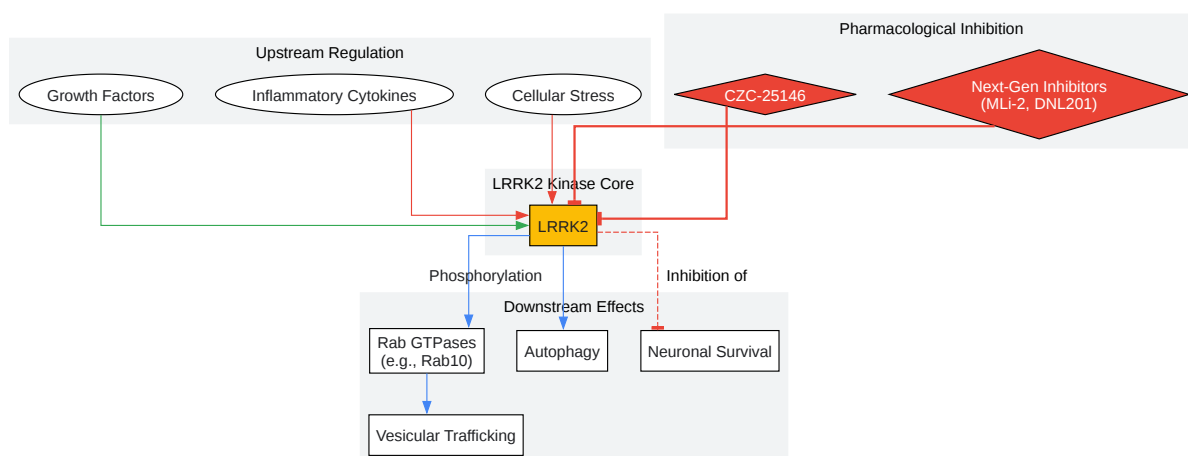 Pharmacological Inhibition
Upstream Regulation
Growth Factors
Inflammatory Cytokines
Cellular Stress
CZC-25146
Next-Gen Inhibitors
(MLi-2, DNL201)
LRRK2 Kinase Core
LRRK2
Phosphorylation
Inhibition of
Downstream Effects
Rab GTPases
(e.g., Rab10)
Autophagy
Neuronal Survival
Vesicular Trafficking